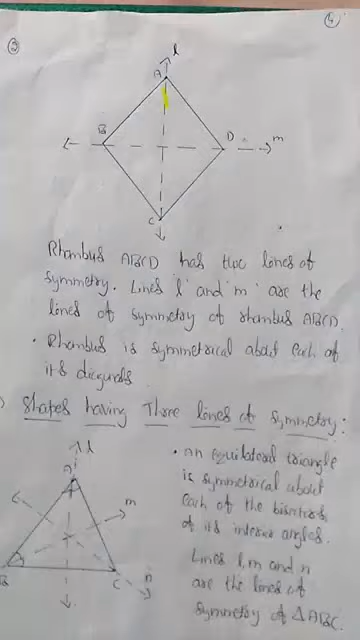 4
2
l
A
B
D
m
C
Rhombus ABCD has two lines of
symmetry. Lines 'l' and 'm' are the
lines of symmetry of rhombus ABCD.
• Rhombus is symmetrical about each of
its diagonals
) Shapes having Three lines of symmetry:
l
A
m
B
C
n
• An equilateral triangle
is symmetrical about
each of the bisectors
of its interior angles.
Lines l, m and n
are the lines of
symmetry of △ABC.